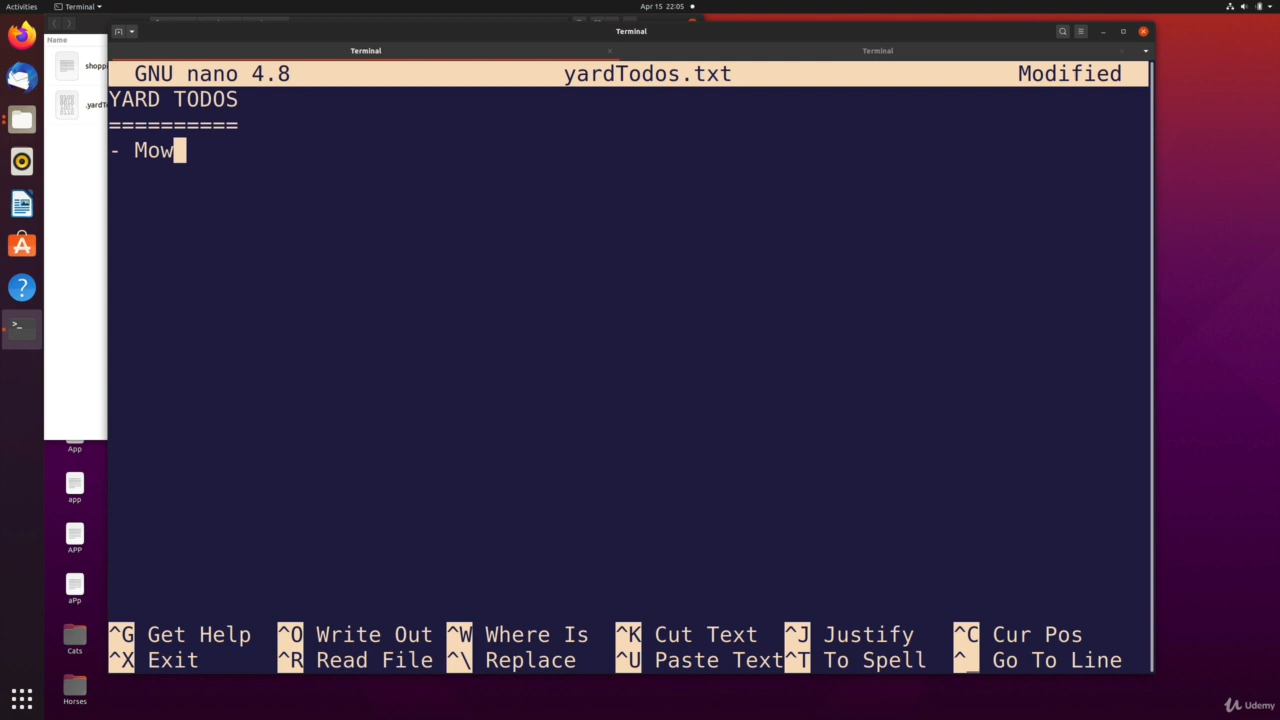 Activities
Terminal
Apr 15 22:05
Terminal
Name
Terminal
Terminal
shoppi
GNU nano 4.8 yardTodos.txt Modified
YARD TODOS
==========
- Mow
.yardTo
App
app
APP
aPp
Cats
Horses
^G Get Help ^O Write Out ^W Where Is ^K Cut Text ^J Justify ^C Cur Pos
^X Exit ^R Read File ^\ Replace ^U Paste Text ^T To Spell ^_ Go To Line
Udemy